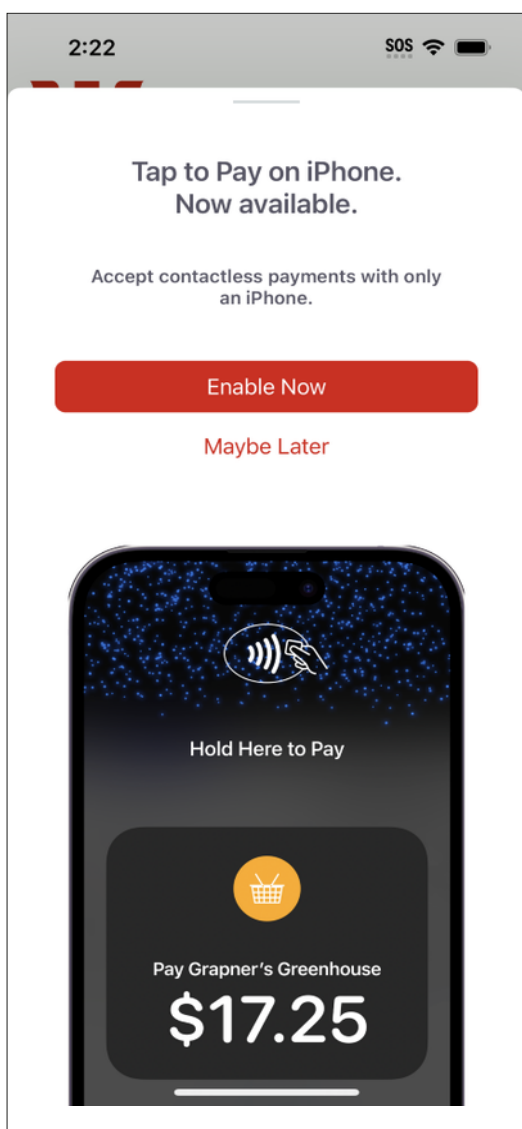 2:22 SOS
Tap to Pay on iPhone.
Now available.
Accept contactless payments with only
an iPhone.
Enable Now
Maybe Later
Hold Here to Pay
Pay Grapner's Greenhouse
$17.25